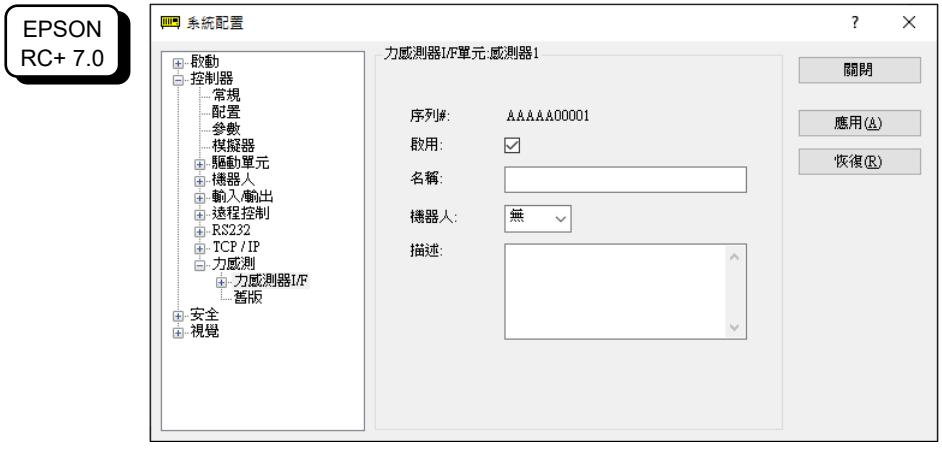 EPSON
RC+ 7.0
系統配置
啟動
控制器
常規
配置
參數
模擬器
驅動單元
機器人
輸入/輸出
遠程控制
RS232
TCP / IP
力感測
力感測器I/F
舊版
安全
視覺
力感測器I/F單元:感測器1
序列#: AAAAA00001
啟用:
名稱:
機器人: 無
描述:
關閉
應用(A)
恢復(R)